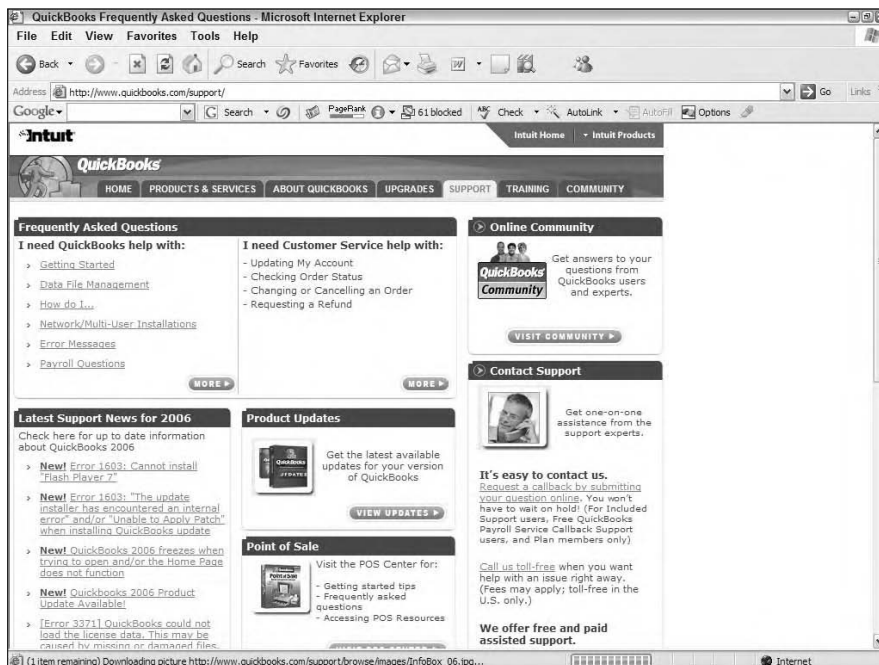 QuickBooks Frequently Asked Questions - Microsoft Internet Explorer
File Edit View Favorites Tools Help
Back Search Favorites
Address http://www.quickbooks.com/support/ Go Links
Google Search PageRank 61 blocked ABC Check AutoLink AutoFill Options
Intuit
Intuit Home Intuit Products
QuickBooks
HOME PRODUCTS & SERVICES ABOUT QUICKBOOKS UPGRADES SUPPORT TRAINING COMMUNITY
Frequently Asked Questions
I need QuickBooks help with:
Getting Started
Data File Management
How do I...
Network/Multi-User Installations
Error Messages
Payroll Questions
MORE
I need Customer Service help with:
- Updating My Account
- Checking Order Status
- Changing or Cancelling an Order
- Requesting a Refund
MORE
Online Community
QuickBooks
Community
Get answers to your
questions from
QuickBooks users
and experts.
VISIT COMMUNITY
Latest Support News for 2006
Check here for up to date information
about QuickBooks 2006
New! Error 1603: Cannot install
"Flash Player 7"
New! Error 1603: "The update
installer has encountered an internal
error" and/or "Unable to Apply Patch"
when installing QuickBooks update
New! QuickBooks 2006 freezes when
trying to open and/or the Home Page
does not function
New! Quickbooks 2006 Product
Update Available!
[Error 3371] QuickBooks could not
load the license data. This may be
caused by missing or damaged files.
Product Updates
QuickBooks
UPDATES
Get the latest available
updates for your version
of QuickBooks
VIEW UPDATES
Point of Sale
POINT of SALE
Visit the POS Center for:
- Getting started tips
- Frequently asked
questions
- Accessing POS Resources
Contact Support
Get one-on-one
assistance from the
support experts.
It's easy to contact us.
Request a callback by submitting
your question online. You won't
have to wait on hold! (For Included
Support users, Free QuickBooks
Payroll Service Callback Support
users, and Plan members only)
Call us toll-free when you want
help with an issue right away.
(Fees may apply; toll-free in the
U.S. only.)
We offer free and paid
assisted support.
(1 item remaining) Downloading picture http://www.quickbooks.com/support/browse/images/InfoBox_06.jpg... Internet